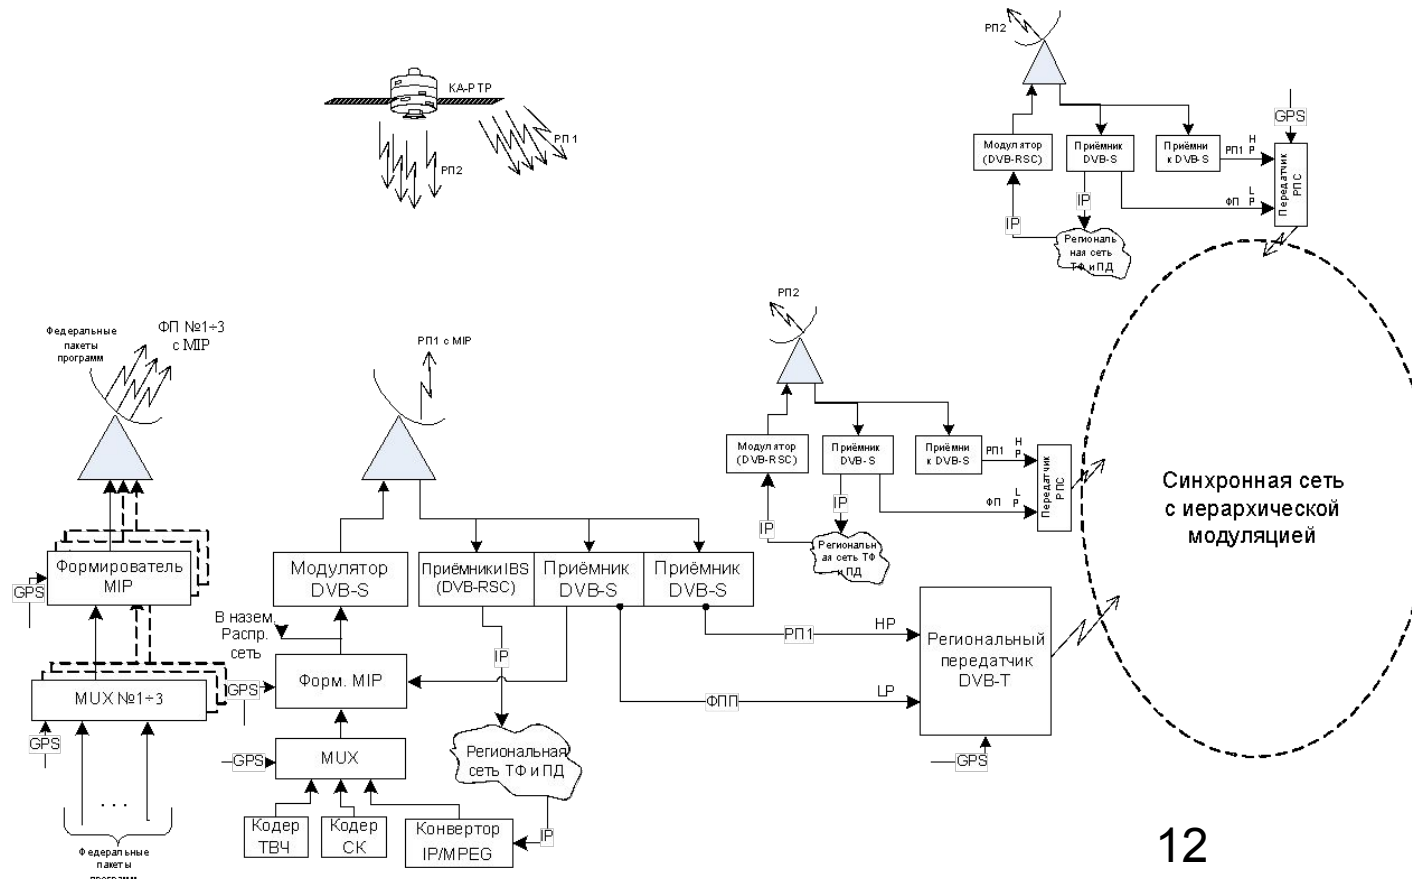 РП2
КА-РТР
РП 1
РП2
GPS
Модулятор
(DVB-RSC)
Приёмник
DVB-S
Приёмни
к DVB-S
РП1
H
P
ФП
L
P
Передатчик
РПС
IP
IP
Региональ
ная сеть
ТФ и ПД
РП2
Модулятор
(DVB-RSC)
Приёмник
DVB-S
Приёмни
к DVB-S
РП1
H
P
ФП
L
P
Передатчик
РПС
IP
IP
Региональн
ая сеть ТФ
и ПД
Синхронная сеть
с иерархической
модуляцией
Федеральные
пакеты
программ
ФП №1÷3
с MIP
РП1 с MIP
Формирователь
MIP
GPS
MUX №1÷3
GPS
. . .
Федеральные
пакеты
программ
Модулятор
DVB-S
Приёмники IBS
(DVB-RSC)
Приёмник
DVB-S
Приёмник
DVB-S
В назем.
Распр.
сеть
IP
Форм. MIP
GPS
MUX
GPS
Региональная
сеть ТФ и ПД
IP
Кодер
ТВЧ
Кодер
СК
Конвертор
IP/MPEG
РП1
HP
ФПП
LP
Региональный
передатчик
DVB-T
GPS
12